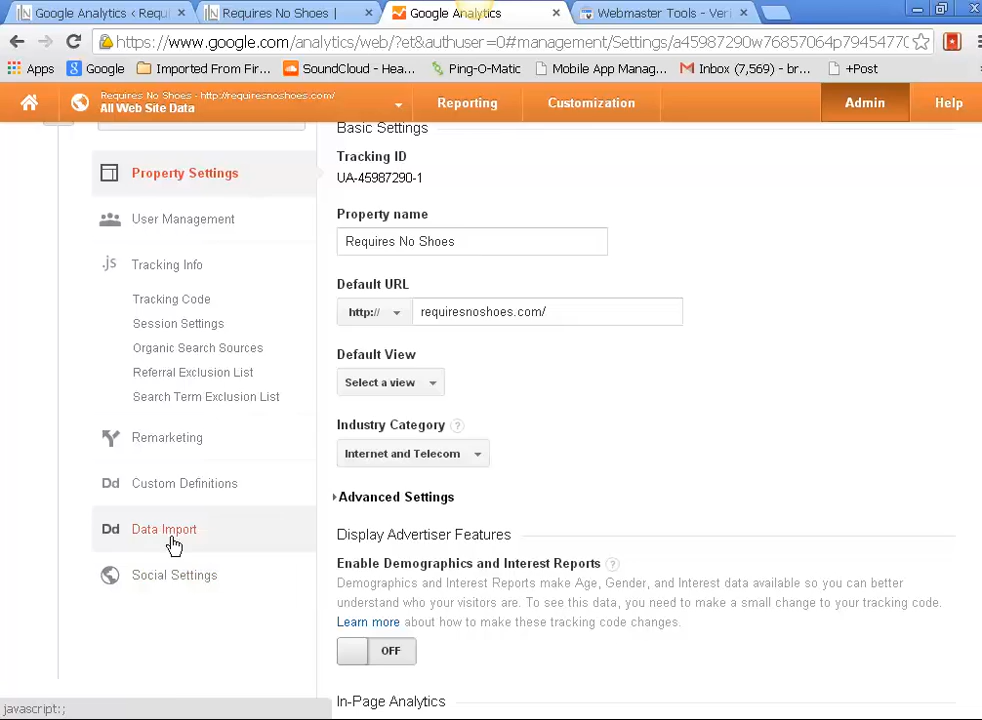 Google Analytics (
Requires No Shoes |
Google Analytics
Webmaster Tools - Veri
https://www.google.com/analytics/web/?et&authuser=0#management/Settings/a45987290w76857064p79454770
Apps
Google
Imported From Fir...
SoundCloud - Hea...
Ping-O-Matic
Mobile App Manag...
Inbox (7,569) - br...
+Post
Requires No Shoes - http://requiresnoshoes.com/
All Web Site Data
Reporting
Customization
Admin
Help
Property Settings
User Management
.js
Tracking Info
Tracking Code
Session Settings
Organic Search Sources
Referral Exclusion List
Search Term Exclusion List
Remarketing
Dd
Custom Definitions
Dd
Data Import
Social Settings
Basic Settings
Tracking ID
UA-45987290-1
Property name
Requires No Shoes
Default URL
http://
requiresnoshoes.com/
Default View
Select a view
Industry Category ?
Internet and Telecom
Advanced Settings
Display Advertiser Features
Enable Demographics and Interest Reports ?
Demographics and Interest Reports make Age, Gender, and Interest data available so you can better
understand who your visitors are. To see this data, you need to make a small change to your tracking code.
Learn more about how to make these tracking code changes.
OFF
In-Page Analytics
javascript:;